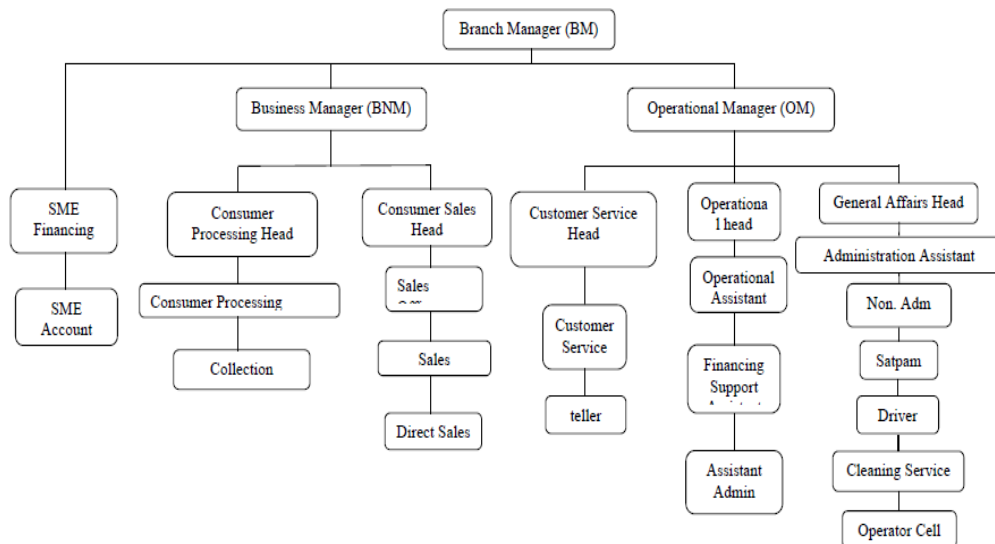 Branch Manager (BM)
Business Manager (BNM)
Operational Manager (OM)
SME
Financing
Consumer
Processing Head
Consumer Sales
Head
Customer Service
Head
Operationa
l head
General Affairs Head
Administration Assistant
SME
Account
Consumer Processing
Sales
Operational
Assistant
Non. Adm
Collection
Sales
Customer
Service
Financing
Support
Satpam
Direct Sales
teller
Driver
Assistant
Admin
Cleaning Service
Operator Cell